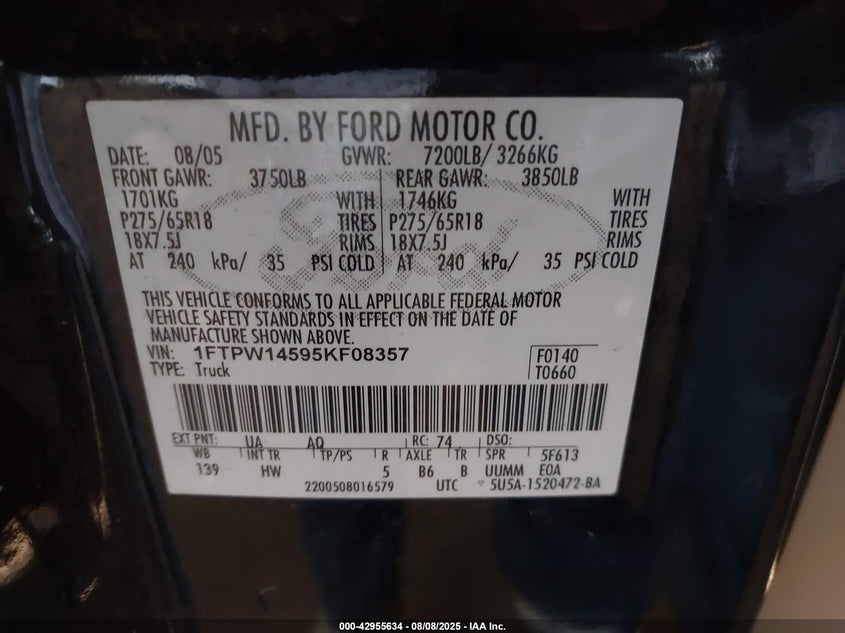 MFD. BY FORD MOTOR CO.
DATE: 08/05 GVWR: 7200LB/ 3266KG
FRONT GAWR: 3750LB REAR GAWR: 3850LB
1701KG WITH 1746KG WITH
P275/65R18 TIRES P275/65R18 TIRES
18X7.5J RIMS 18X7.5J RIMS
AT 240 kPa/ 35 PSI COLD AT 240 kPa/ 35 PSI COLD
THIS VEHICLE CONFORMS TO ALL APPLICABLE FEDERAL MOTOR
VEHICLE SAFETY STANDARDS IN EFFECT ON THE DATE OF
MANUFACTURE SHOWN ABOVE.
VIN: 1FTPW14595KF08357 F0140
TYPE: Truck T0660
EXT PNT: UA AQ RC: 74 DSO:
WB INT TR TP/PS R AXLE TR SPR 5F613
139 HW 5 B6 B UUMM E0A
2200508016579 UTC 5U5A-1520472-BA
000-42955634 - 08/08/2025 - IAA Inc.